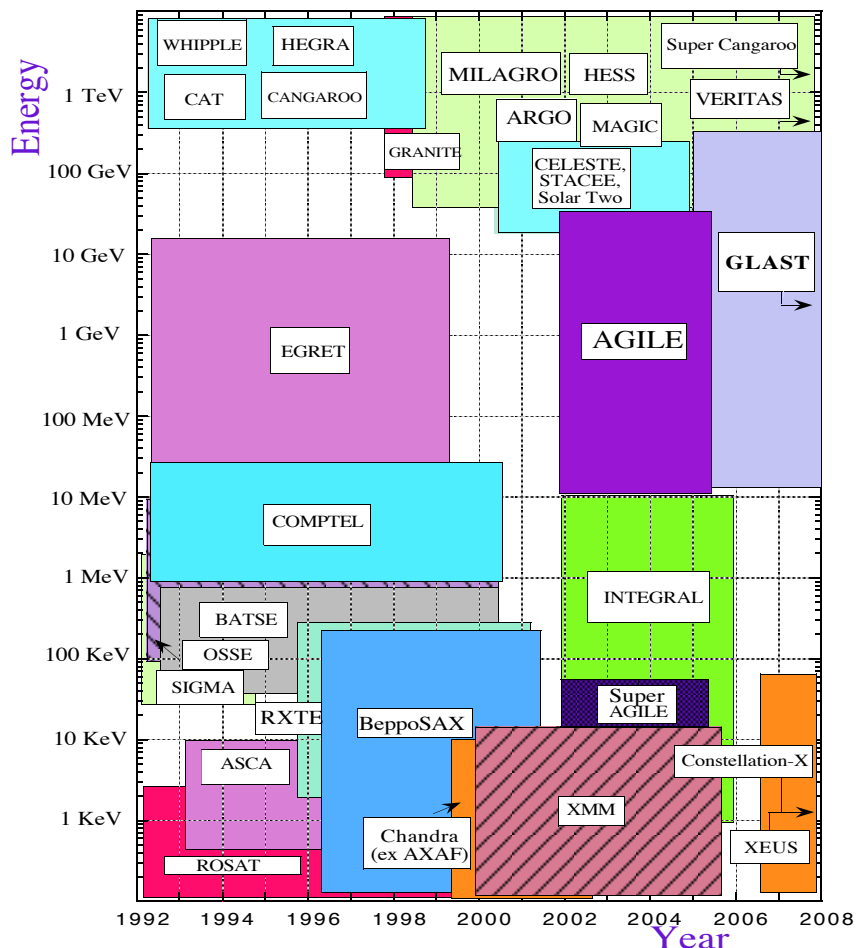 WHIPPLE
HEGRA
Super Cangaroo
MILAGRO
HESS
CAT
CANGAROO
VERITAS
1 TeV
Energy
ARGO
MAGIC
GRANITE
CELESTE,
STACEE,
Solar Two
100 GeV
10 GeV
GLAST
1 GeV
EGRET
AGILE
100 MeV
10 MeV
COMPTEL
1 MeV
INTEGRAL
BATSE
OSSE
100 KeV
SIGMA
Super
AGILE
RXTE
BeppoSAX
10 KeV
ASCA
Constellation-X
XMM
1 KeV
Chandra
(ex AXAF)
XEUS
ROSAT
1992 1994 1996 1998 2000 2002 2004 2006 2008
Year